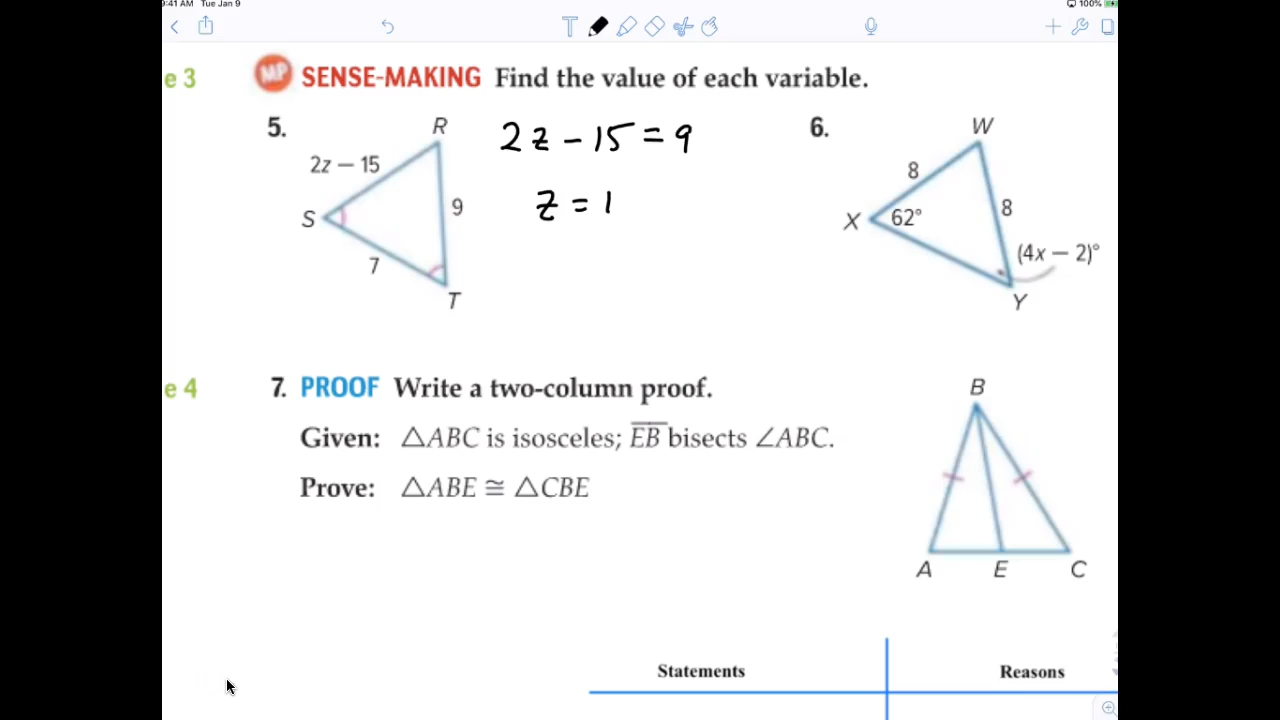 9:41 AM Tue Jan 9
100%
e 3
MP SENSE-MAKING Find the value of each variable.
5.
R
2z – 15
9
S
7
T
2z – 15 = 9
z = 1
6.
W
8
8
X
62°
(4x – 2)°
Y
e 4
7. PROOF Write a two-column proof.
Given: △ABC is isosceles; EB bisects ∠ABC.
Prove: △ABE ≅ △CBE
B
A
E
C
Statements
Reasons